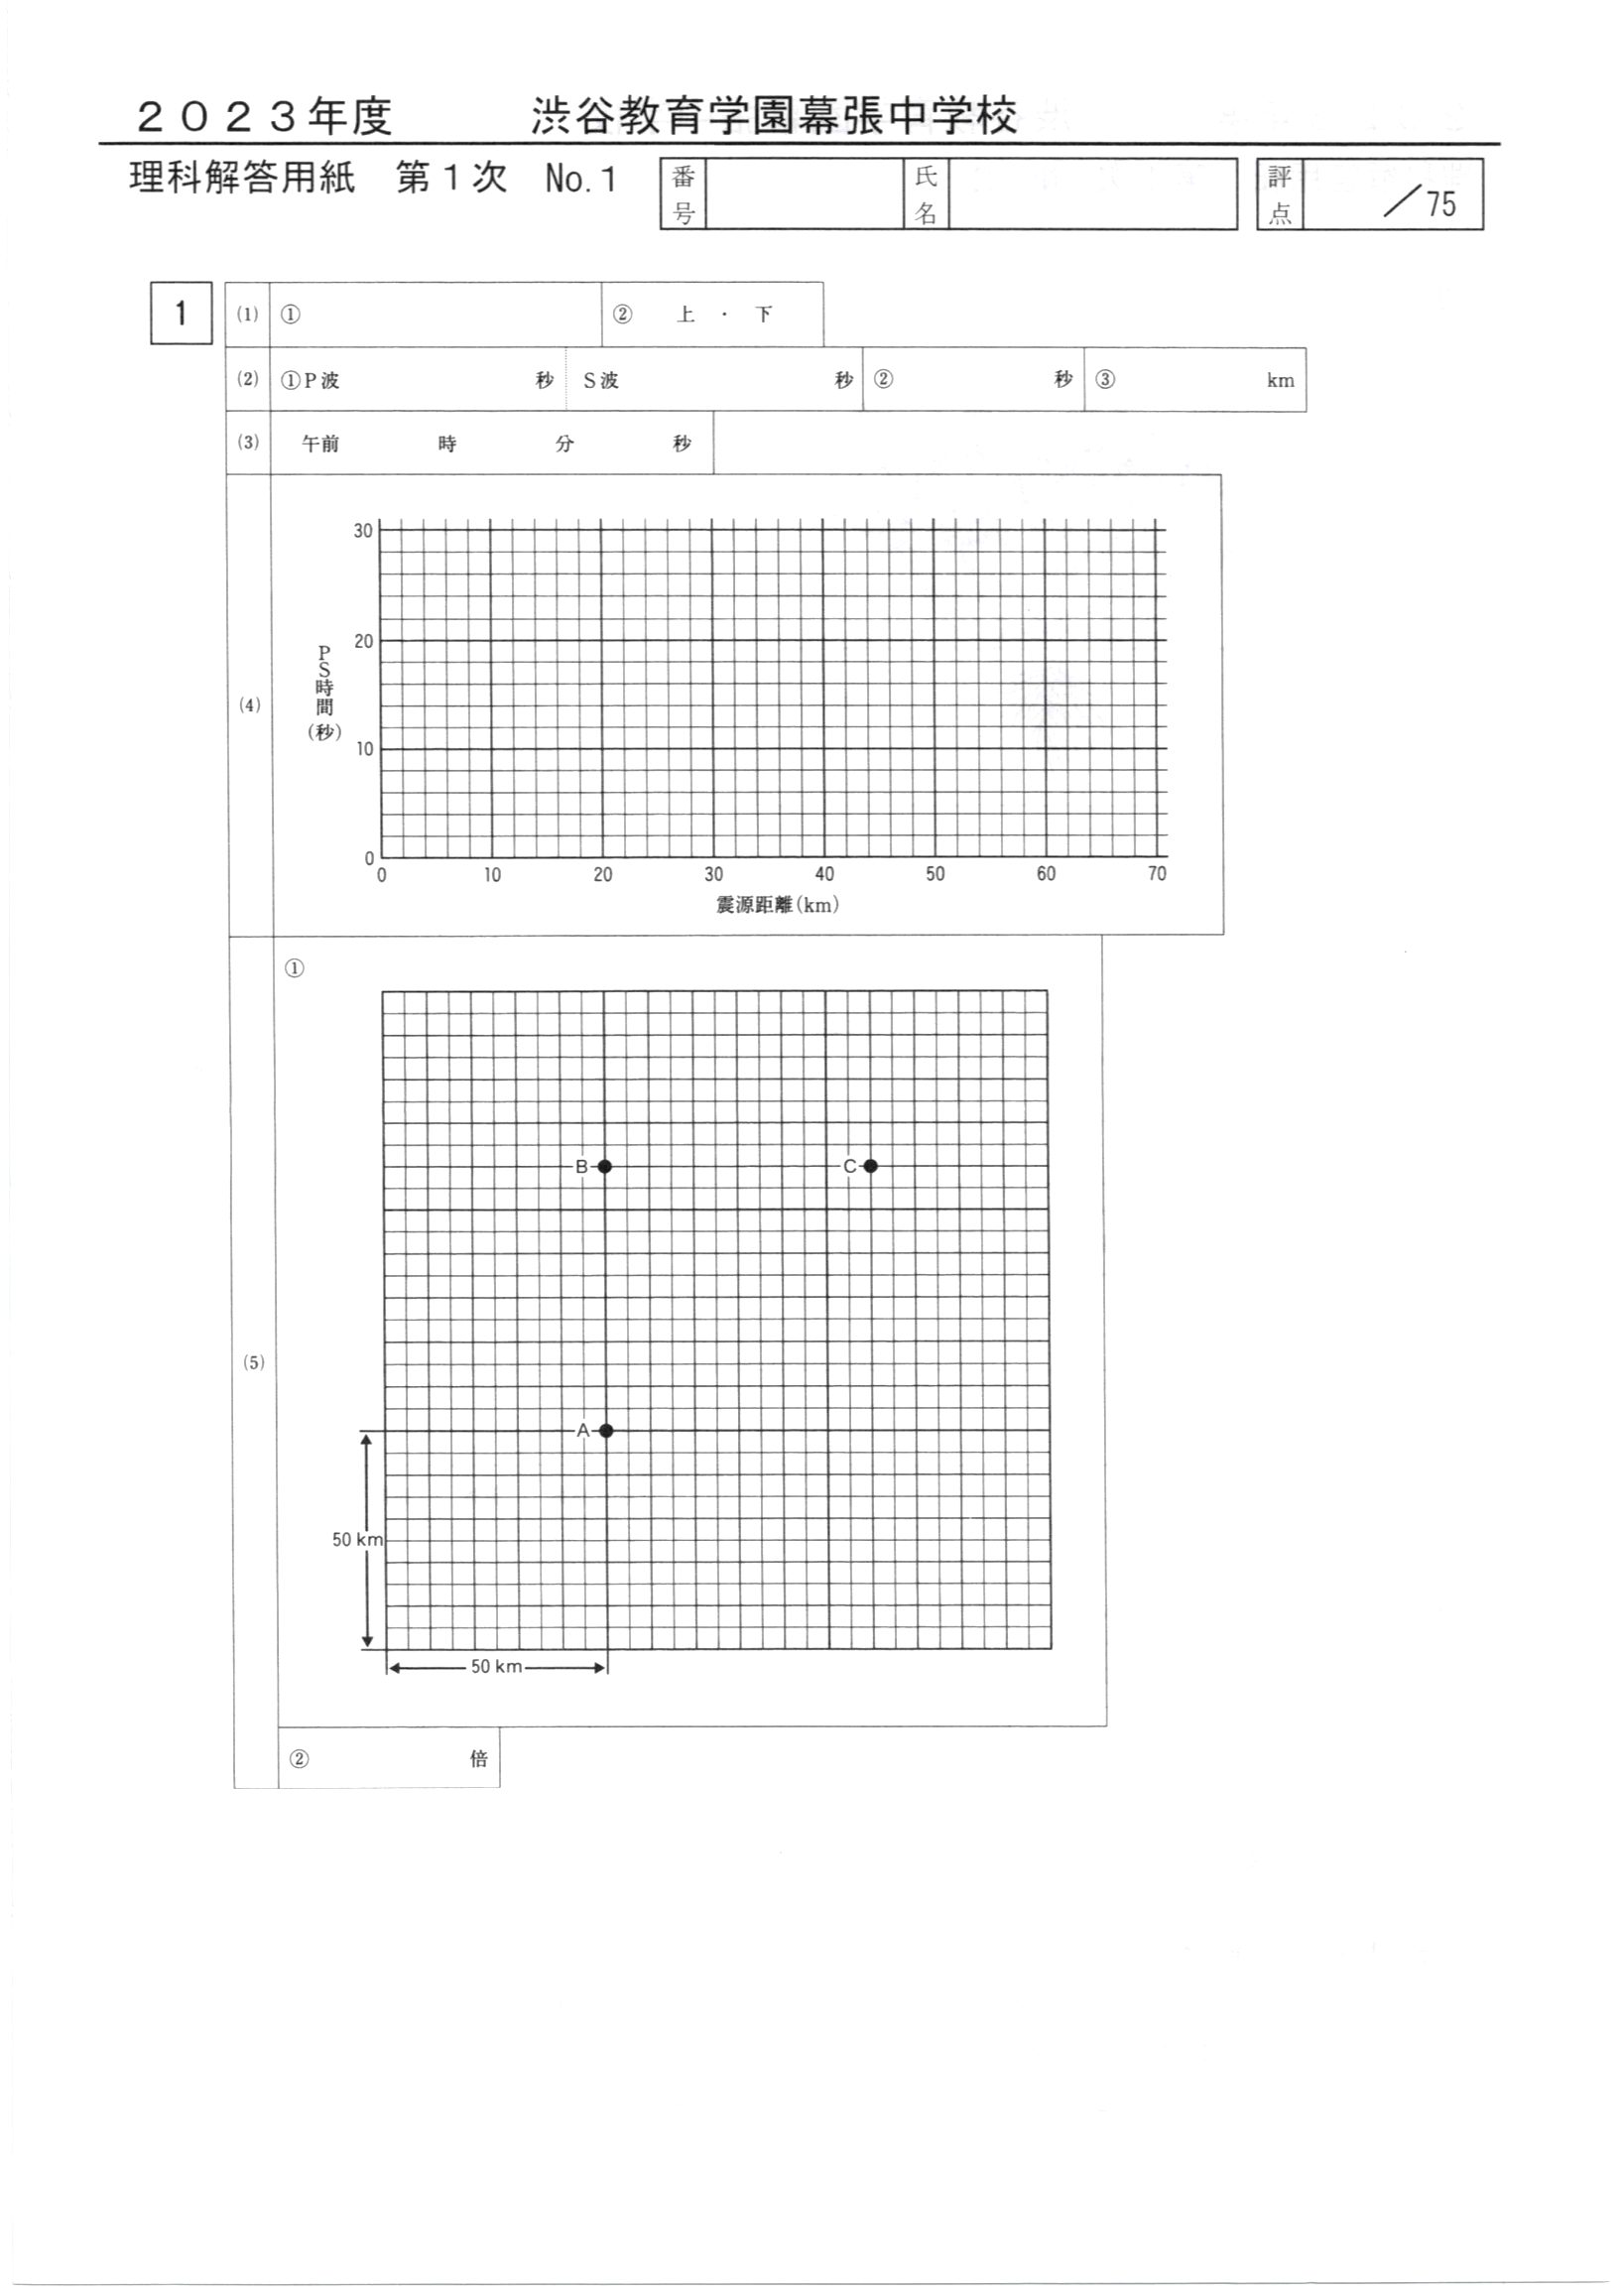 2023年度 渋谷教育学園幕張中学校
理科解答用紙 第1次 No.1
番号
氏名
評点 /75
1
(1) ① ② 上 ・ 下
(2) ①P波 秒 S波 秒 ② 秒 ③ km
(3) 午前 時 分 秒
(4)
PS時間(秒)
30
20
10
0
0 10 20 30 40 50 60 70
震源距離(km)
(5)
①
B C
A
50 km
50 km
② 倍